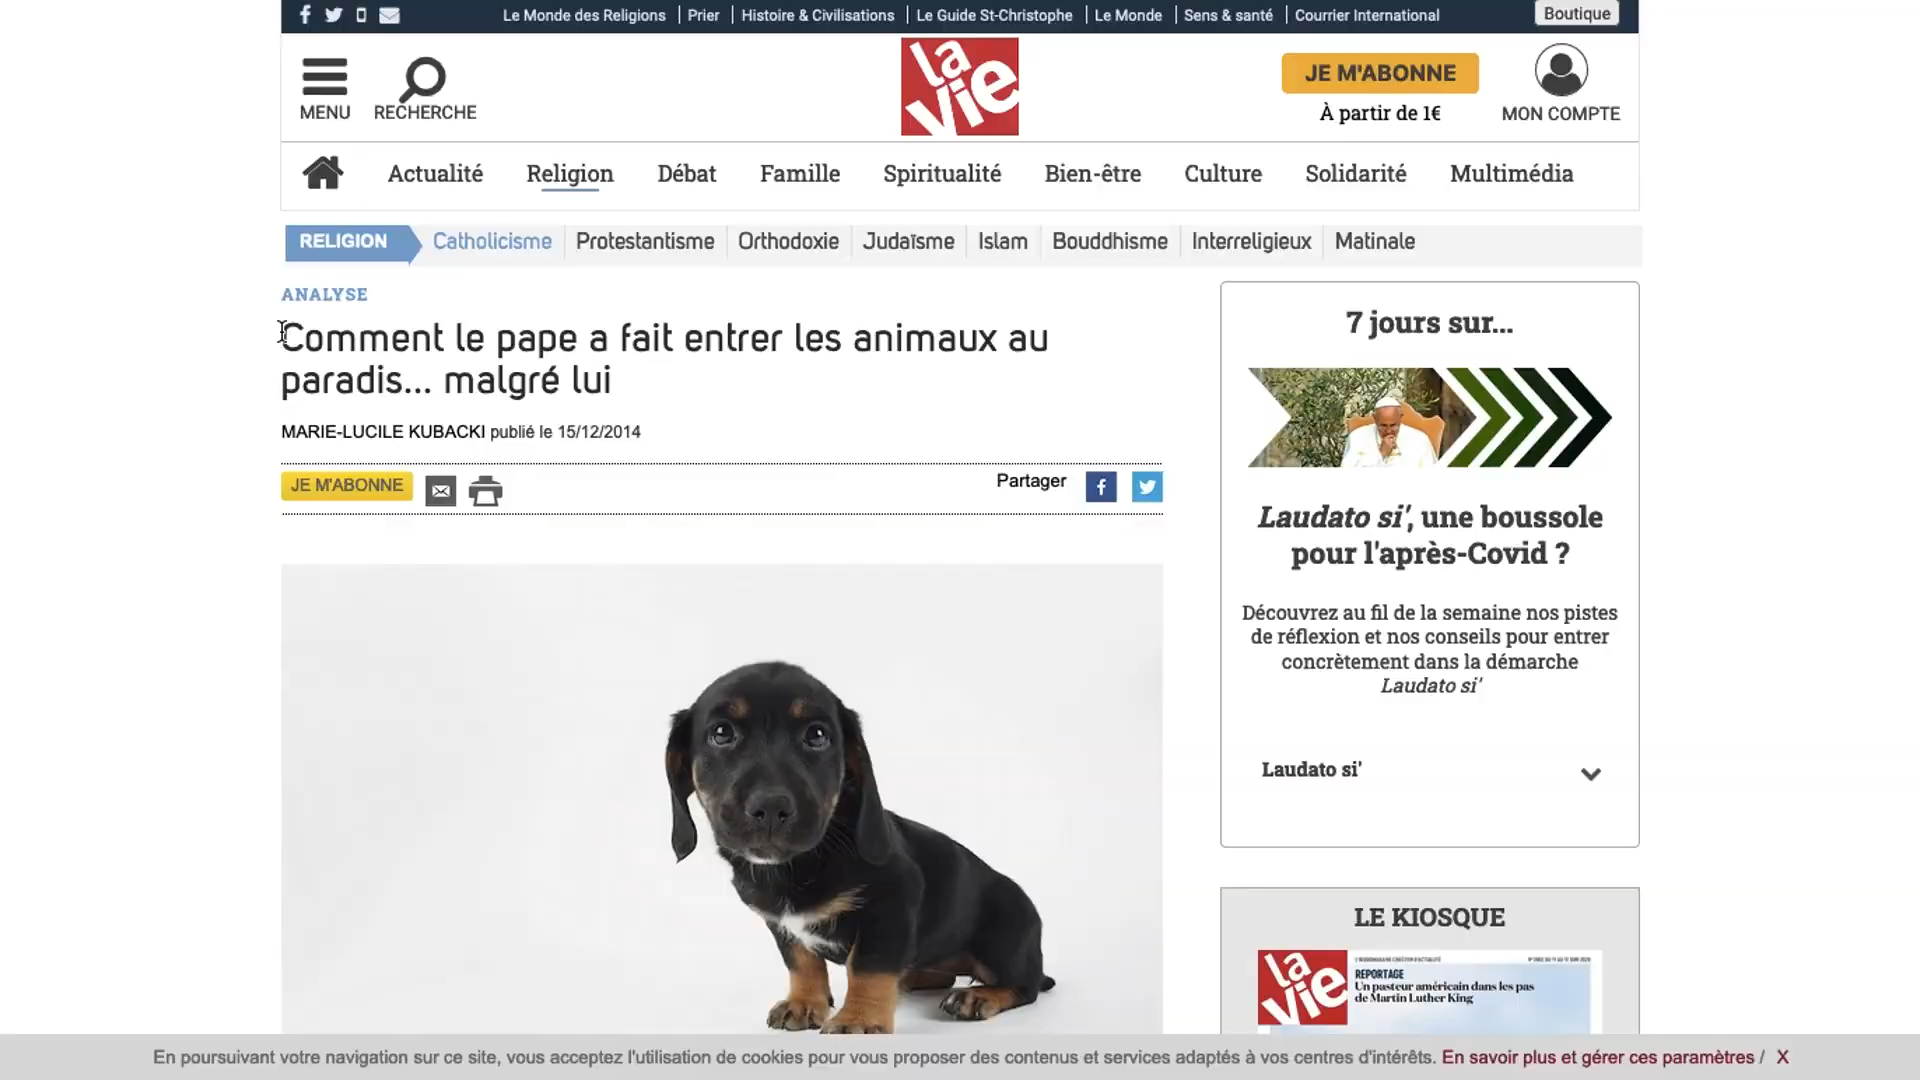 Le Monde des Religions | Prier | Histoire & Civilisations | Le Guide St-Christophe | Le Monde | Sens & santé | Courrier International
Boutique
MENU
RECHERCHE
la vie
JE M'ABONNE
À partir de 1€
MON COMPTE
Actualité Religion Débat Famille Spiritualité Bien-être Culture Solidarité Multimédia
RELIGION Catholicisme Protestantisme Orthodoxie Judaïsme Islam Bouddhisme Interreligieux Matinale
ANALYSE
Comment le pape a fait entrer les animaux au
paradis... malgré lui
MARIE-LUCILE KUBACKI publié le 15/12/2014
JE M'ABONNE
Partager
7 jours sur...
Laudato si', une boussole
pour l'après-Covid ?
Découvrez au fil de la semaine nos pistes
de réflexion et nos conseils pour entrer
concrètement dans la démarche
Laudato si'
Laudato si'
LE KIOSQUE
la vie
REPORTAGE
Un pasteur américain dans les pas
de Martin Luther King
En poursuivant votre navigation sur ce site, vous acceptez l'utilisation de cookies pour vous proposer des contenus et services adaptés à vos centres d'intérêts. En savoir plus et gérer ces paramètres / X